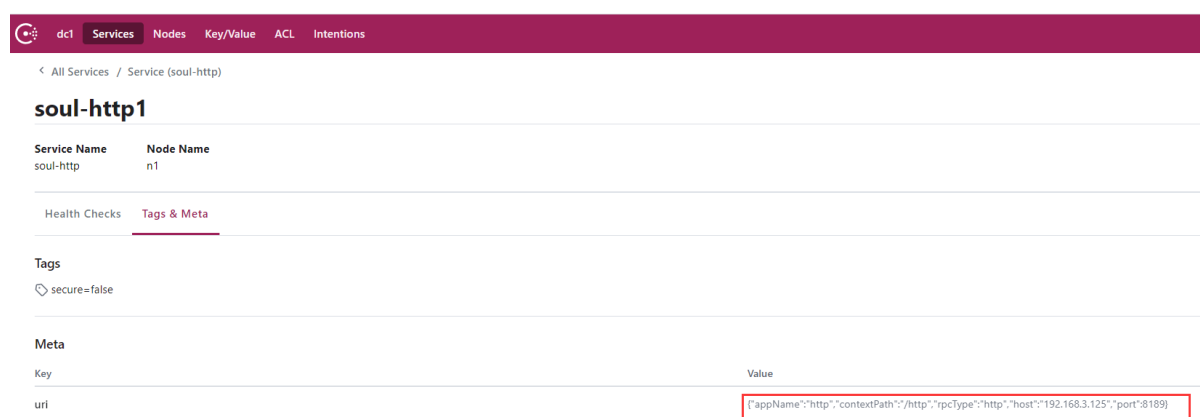 dc1 Services Nodes Key/Value ACL Intentions
All Services / Service (soul-http)
soul-http1
Service Name Node Name
soul-http n1
Health Checks Tags & Meta
Tags
secure=false
Meta
Key Value
uri {"appName":"http","contextPath":"/http","rpcType":"http","host":"192.168.3.125","port":8189}